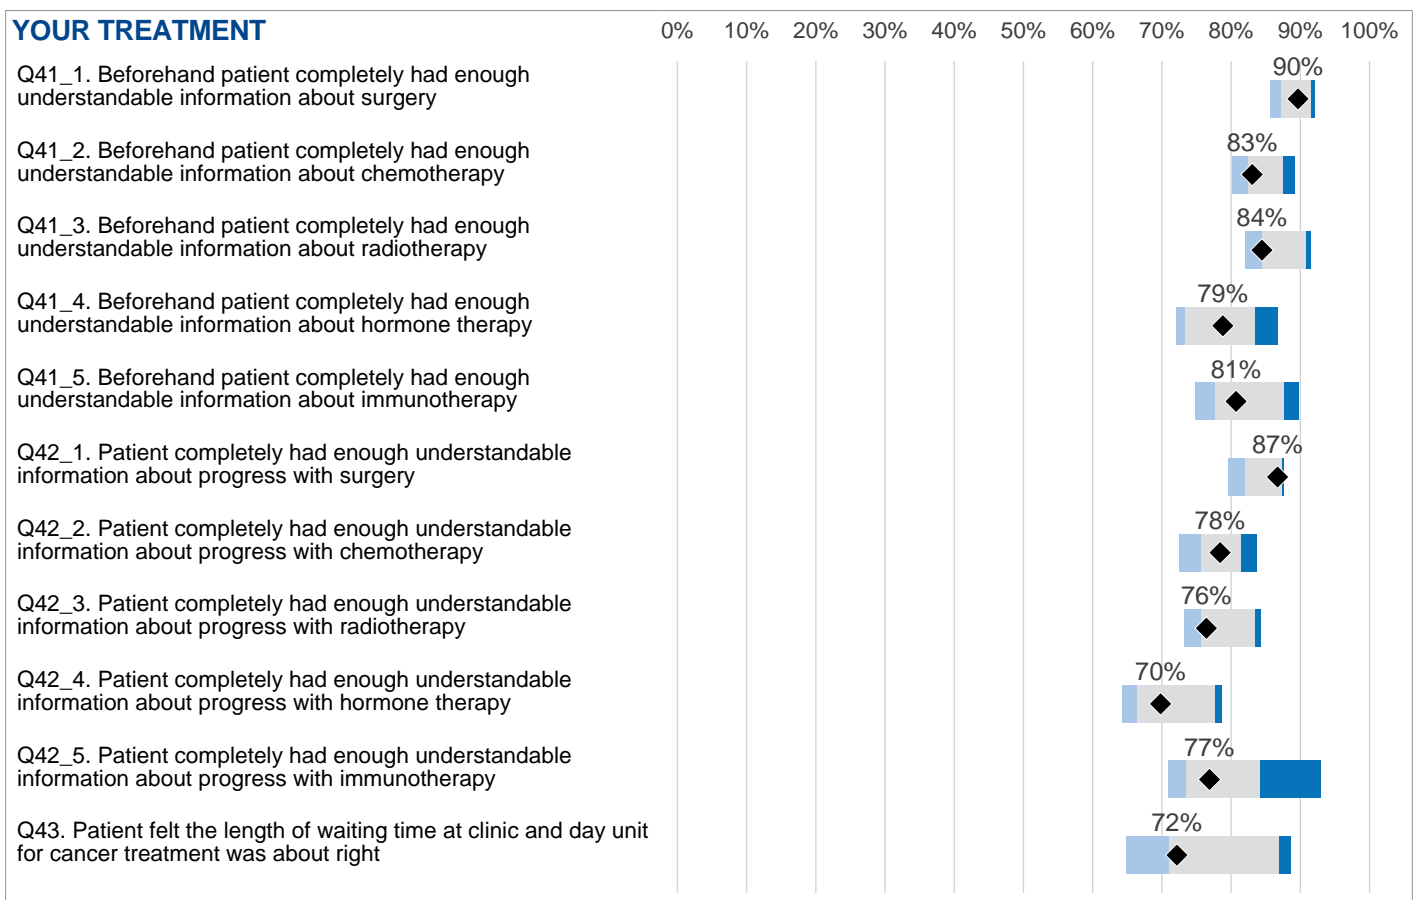 YOUR TREATMENT
0% 10% 20% 30% 40% 50% 60% 70% 80% 90% 100%
Q41_1. Beforehand patient completely had enough
understandable information about surgery
90%
Q41_2. Beforehand patient completely had enough
understandable information about chemotherapy
83%
Q41_3. Beforehand patient completely had enough
understandable information about radiotherapy
84%
Q41_4. Beforehand patient completely had enough
understandable information about hormone therapy
79%
Q41_5. Beforehand patient completely had enough
understandable information about immunotherapy
81%
Q42_1. Patient completely had enough understandable
information about progress with surgery
87%
Q42_2. Patient completely had enough understandable
information about progress with chemotherapy
78%
Q42_3. Patient completely had enough understandable
information about progress with radiotherapy
76%
Q42_4. Patient completely had enough understandable
information about progress with hormone therapy
70%
Q42_5. Patient completely had enough understandable
information about progress with immunotherapy
77%
Q43. Patient felt the length of waiting time at clinic and day unit
for cancer treatment was about right
72%